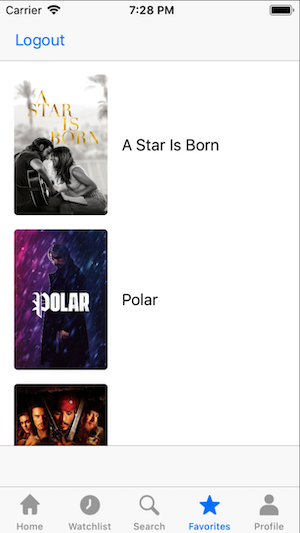 Carrier 7:28 PM
Logout
A
STAR
IS
BORN
A Star Is Born
POLAR
Polar
Home Watchlist Search Favorites Profile